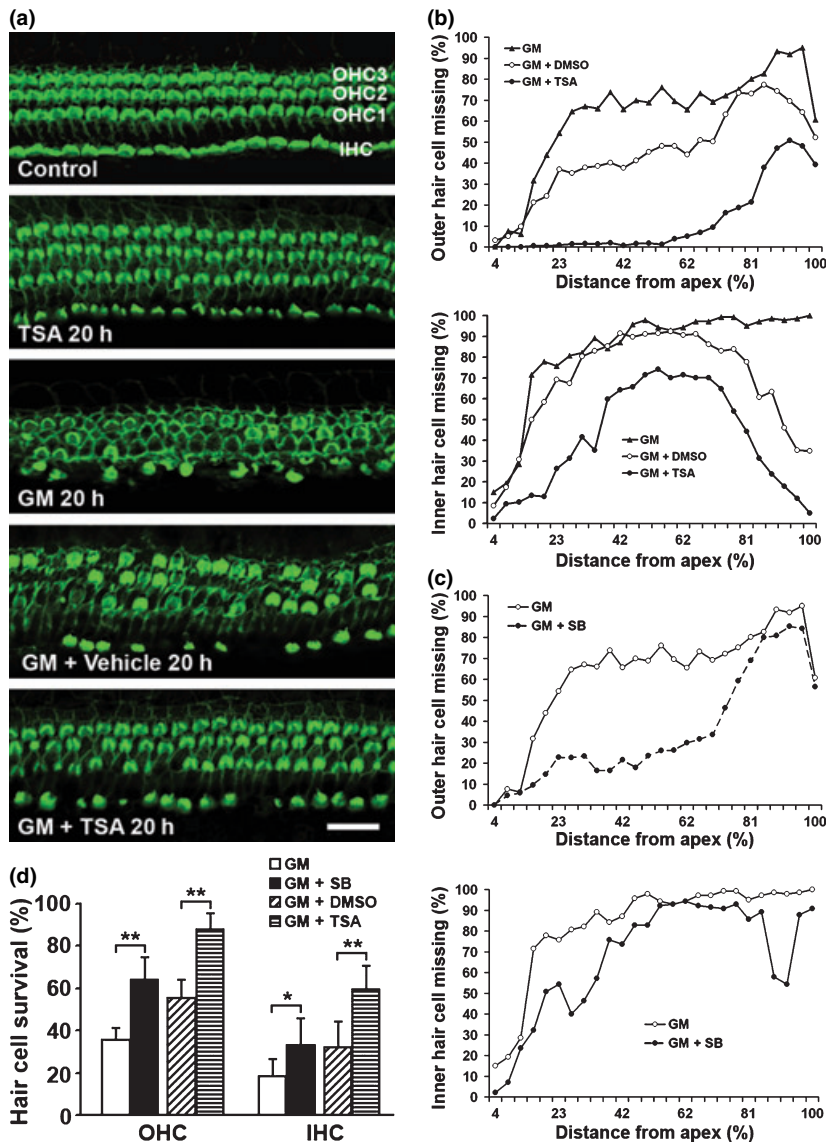 (a)
OHC3
OHC2
OHC1
IHC
Control
TSA 20 h
GM 20 h
GM + Vehicle 20 h
GM + TSA 20 h
(b)
Outer hair cell missing (%)
100
90
80
70
60
50
40
30
20
10
0
GM
GM + DMSO
GM + TSA
4 23 42 62 81 100
Distance from apex (%)
Inner hair cell missing (%)
100
90
80
70
60
50
40
30
20
10
0
GM
GM + DMSO
GM + TSA
4 23 42 62 81 100
Distance from apex (%)
(c)
Outer hair cell missing (%)
100
90
80
70
60
50
40
30
20
10
0
GM
GM + SB
4 23 42 62 81 100
Distance from apex (%)
Inner hair cell missing (%)
100
90
80
70
60
50
40
30
20
10
0
GM
GM + SB
4 23 42 62 81 100
Distance from apex (%)
(d)
Hair cell survival (%)
100
80
60
40
20
0
GM
GM + SB
GM + DMSO
GM + TSA
**
**
*
**
OHC IHC